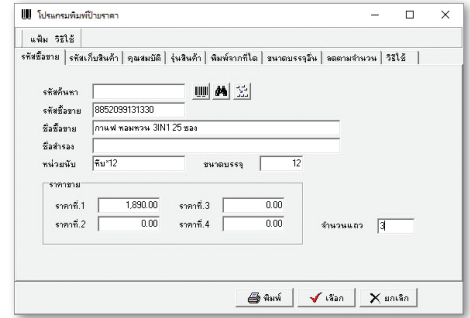 โปรแกรมพิมพ์ป้ายราคา
แฟ้ม วิธีใช้
รหัสซื้อขาย รหัสเก็บสินค้า คุณสมบัติ รุ่นสินค้า พิมพ์จากที่ใด ขนาดบรรจุอื่น ลดตามจำนวน วิธีใช้
รหัสค้นหา
รหัสซื้อขาย 8852099131330
ชื่อซื้อขาย กาแฟ หอมหวน 3IN1 25 ซอง
ชื่อสำรอง
หน่วยนับ หีบ*12 ขนาดบรรจุ 12
ราคาขาย
ราคาที่.1 1,890.00 ราคาที่.3 0.00
ราคาที่.2 0.00 ราคาที่.4 0.00 จำนวนแถว 3
พิมพ์ เลือก ยกเลิก